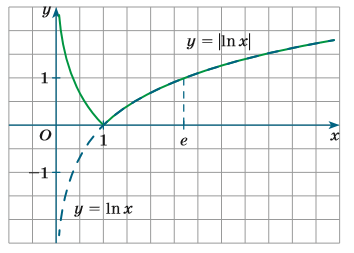 y
y = |ln x|
1
O
1
e
x
−1
y = ln x